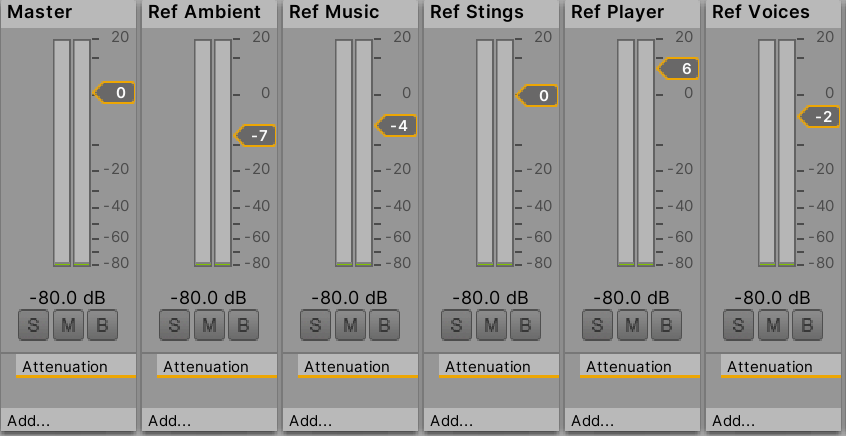 Master Ref Ambient Ref Music Ref Stings Ref Player Ref Voices
20 20 20 20 20 20
6
0 0 0 0 0 0 0 0
-2
-4
-7
-20 -20 -20 -20 -20 -20
-40 -40 -40 -40 -40 -40
-60 -60 -60 -60 -60 -60
-80 -80 -80 -80 -80 -80
-80.0 dB -80.0 dB -80.0 dB -80.0 dB -80.0 dB -80.0 dB
S M B S M B S M B S M B S M B S M B
Attenuation Attenuation Attenuation Attenuation Attenuation Attenuation
Add... Add... Add... Add... Add... Add...